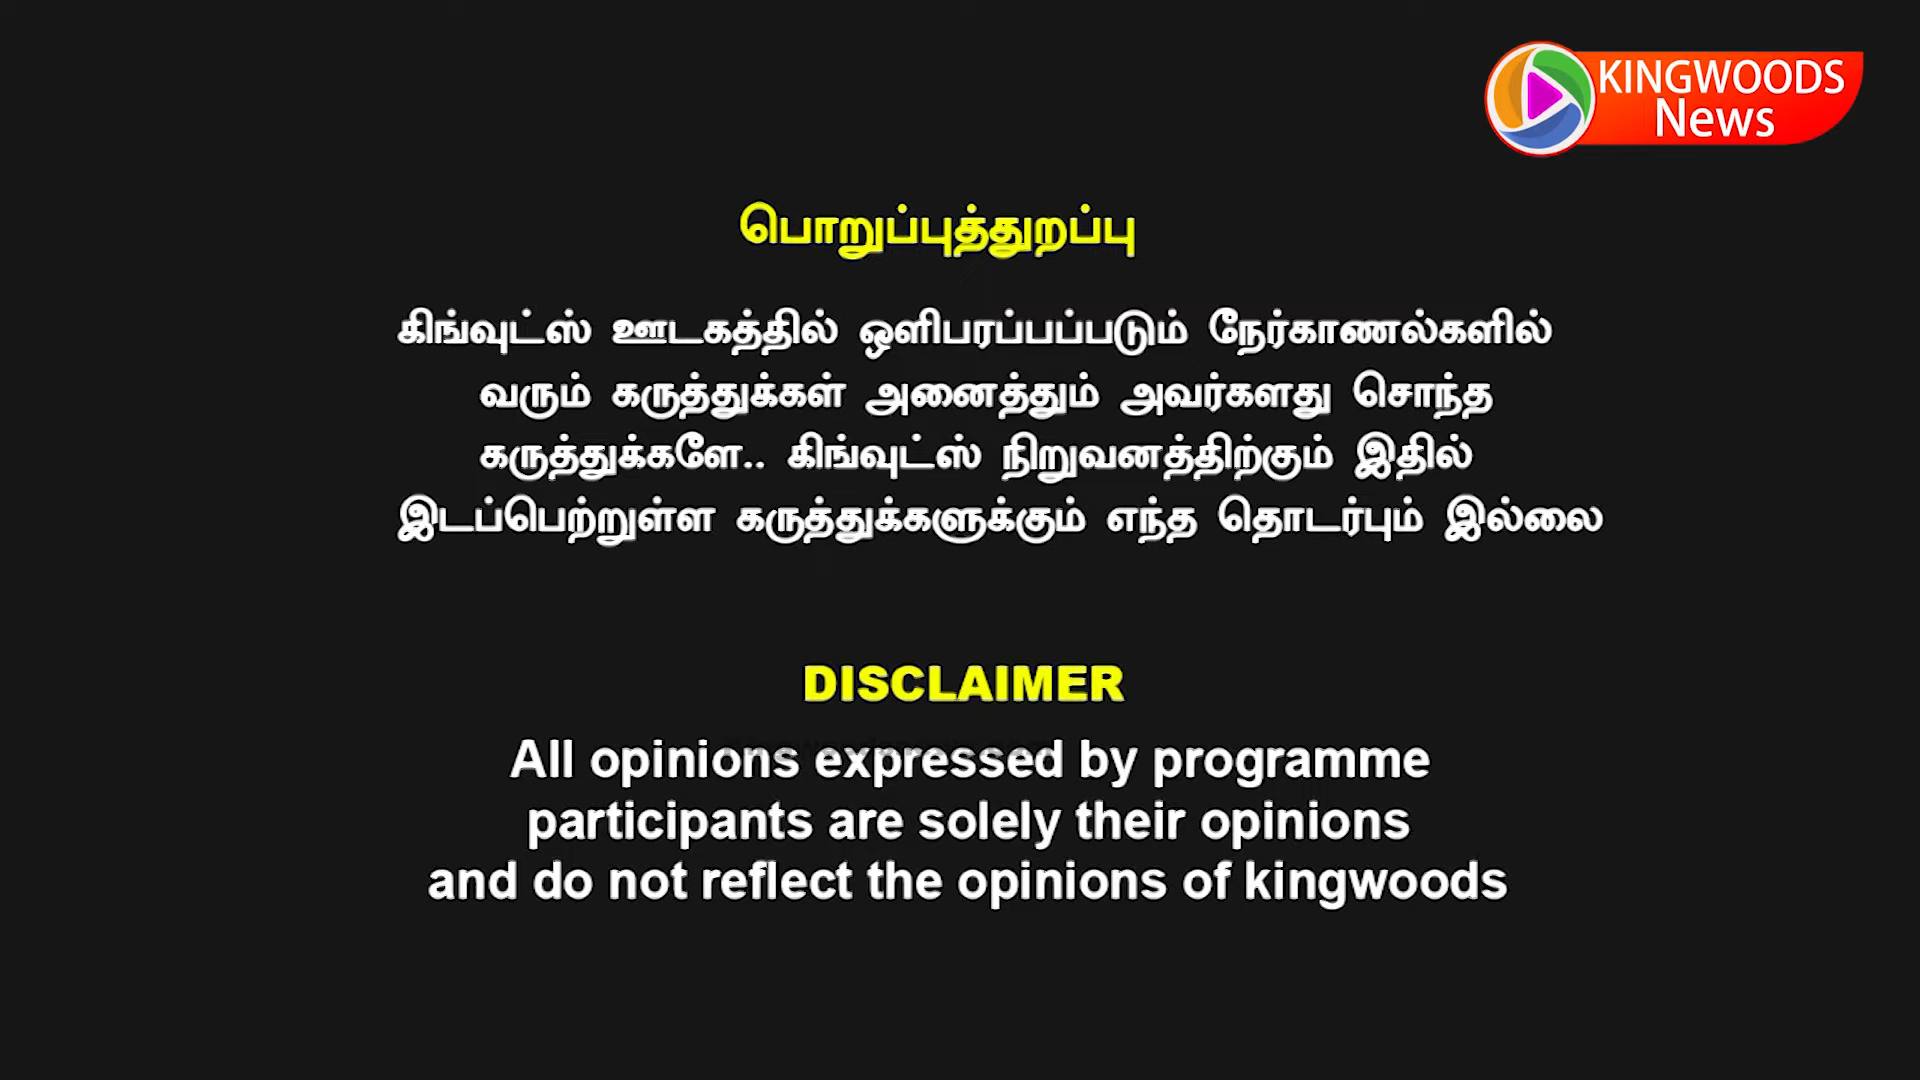 KINGWOODS
News
பொறுப்புத்துறப்பு
கிங்வுட்ஸ் ஊடகத்தில் ஒளிபரப்பப்படும் நேர்காணல்களில்
வரும் கருத்துக்கள் அனைத்தும் அவர்களது சொந்த
கருத்துக்களே.. கிங்வுட்ஸ் நிறுவனத்திற்கும் இதில்
இடப்பெற்றுள்ள கருத்துக்களுக்கும் எந்த தொடர்பும் இல்லை
DISCLAIMER
All opinions expressed by programme
participants are solely their opinions
and do not reflect the opinions of kingwoods